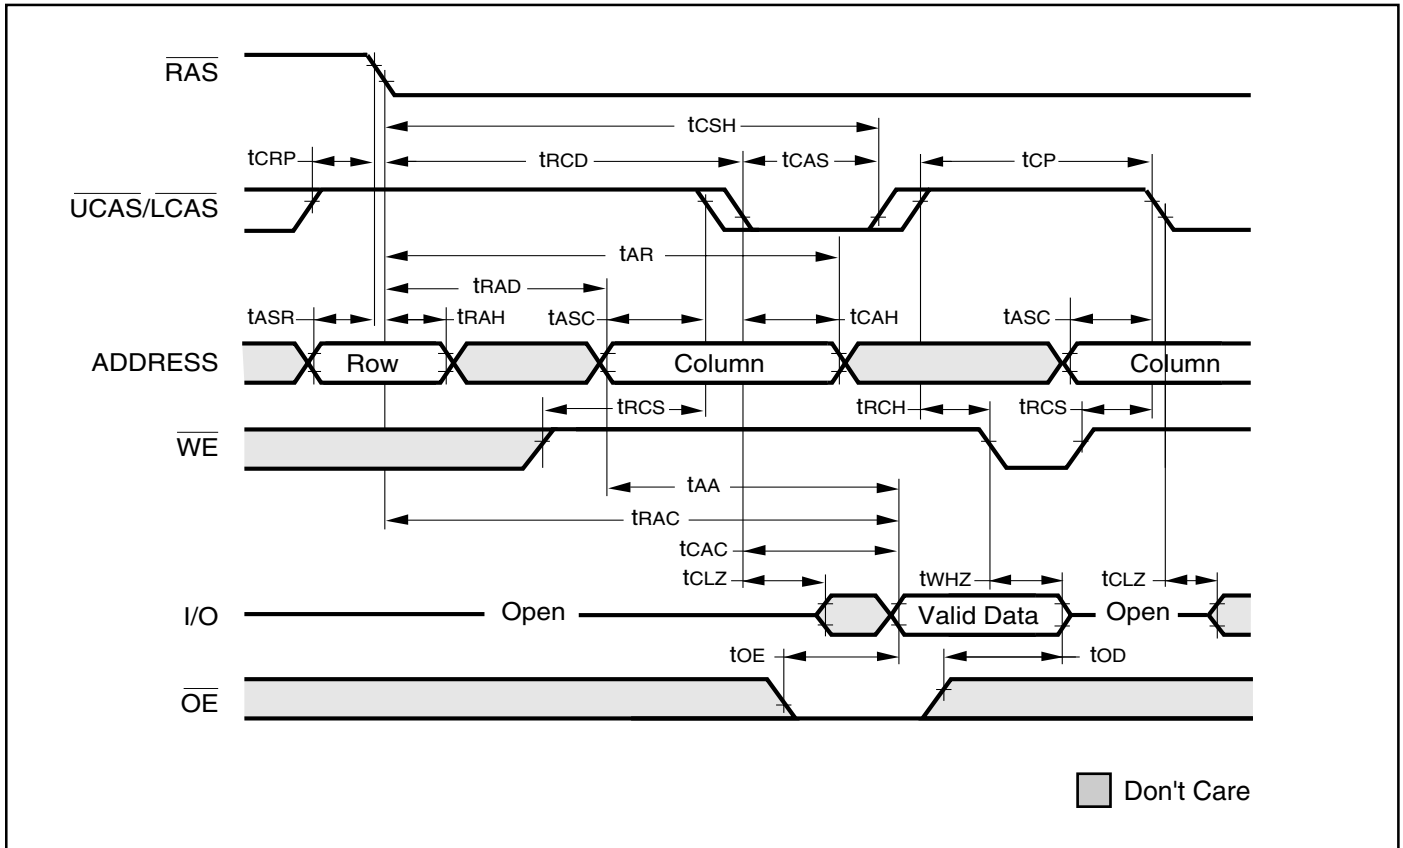 RAS
tCSH
tCRP
tRCD
tCAS
tCP
UCAS/LCAS
tAR
tRAD
tASR
tRAH
tASC
tCAH
tASC
ADDRESS
Row
Column
Column
tRCS
tRCH
tRCS
WE
tAA
tRAC
tCAC
tCLZ
tWHZ
tCLZ
I/O
Open
Valid Data
Open
tOE
tOD
OE
Don't Care